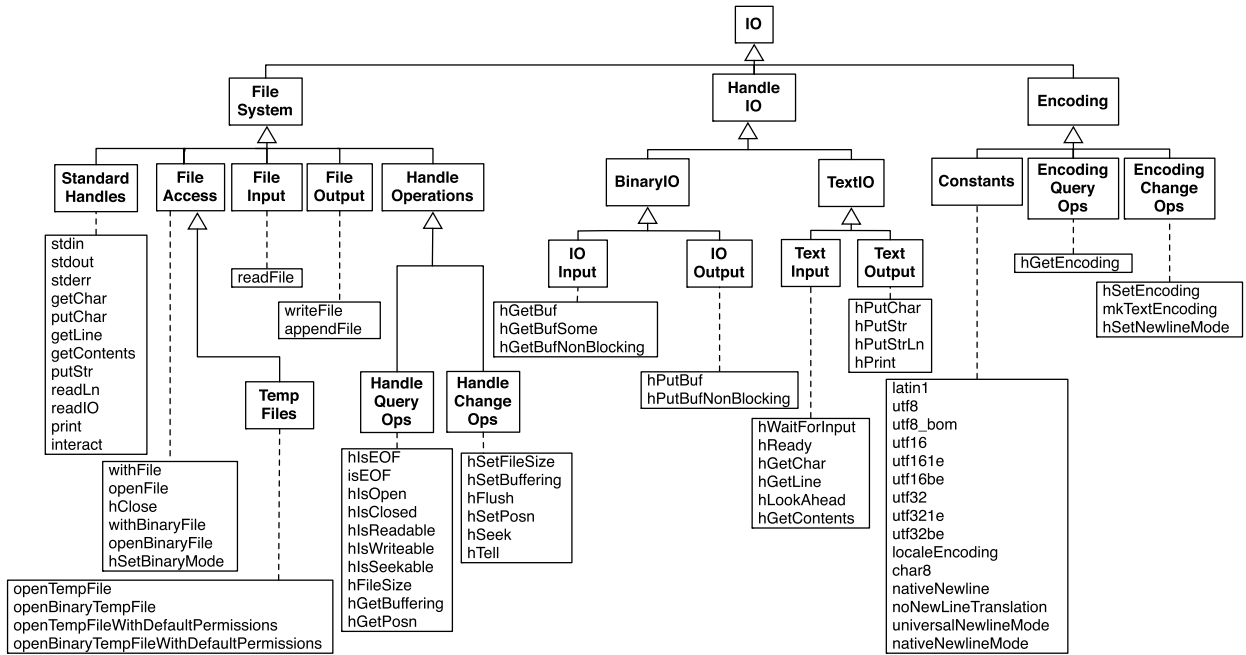 IO
File
System
Handle
IO
Encoding
Standard
Handles
File
Access
File
Input
File
Output
Handle
Operations
BinaryIO
TextIO
Constants
Encoding
Query
Ops
Encoding
Change
Ops
stdin
stdout
stderr
getChar
putChar
getLine
getContents
putStr
readLn
readIO
print
interact
readFile
writeFile
appendFile
IO
Input
IO
Output
Text
Input
Text
Output
hGetEncoding
hSetEncoding
mkTextEncoding
hSetNewlineMode
hGetBuf
hGetBufSome
hGetBufNonBlocking
hPutChar
hPutStr
hPutStrLn
hPrint
Temp
Files
Handle
Query
Ops
Handle
Change
Ops
hPutBuf
hPutBufNonBlocking
latin1
utf8
utf8_bom
utf16
utf161e
utf16be
utf32
utf321e
utf32be
localeEncoding
char8
nativeNewline
noNewLineTranslation
universalNewlineMode
nativeNewlineMode
hWaitForInput
hReady
hGetChar
hGetLine
hLookAhead
hGetContents
withFile
openFile
hClose
withBinaryFile
openBinaryFile
hSetBinaryMode
hIsEOF
isEOF
hIsOpen
hIsClosed
hIsReadable
hIsWriteable
hIsSeekable
hFileSize
hGetBuffering
hGetPosn
hSetFileSize
hSetBuffering
hFlush
hSetPosn
hSeek
hTell
openTempFile
openBinaryTempFile
openTempFileWithDefaultPermissions
openBinaryTempFileWithDefaultPermissions